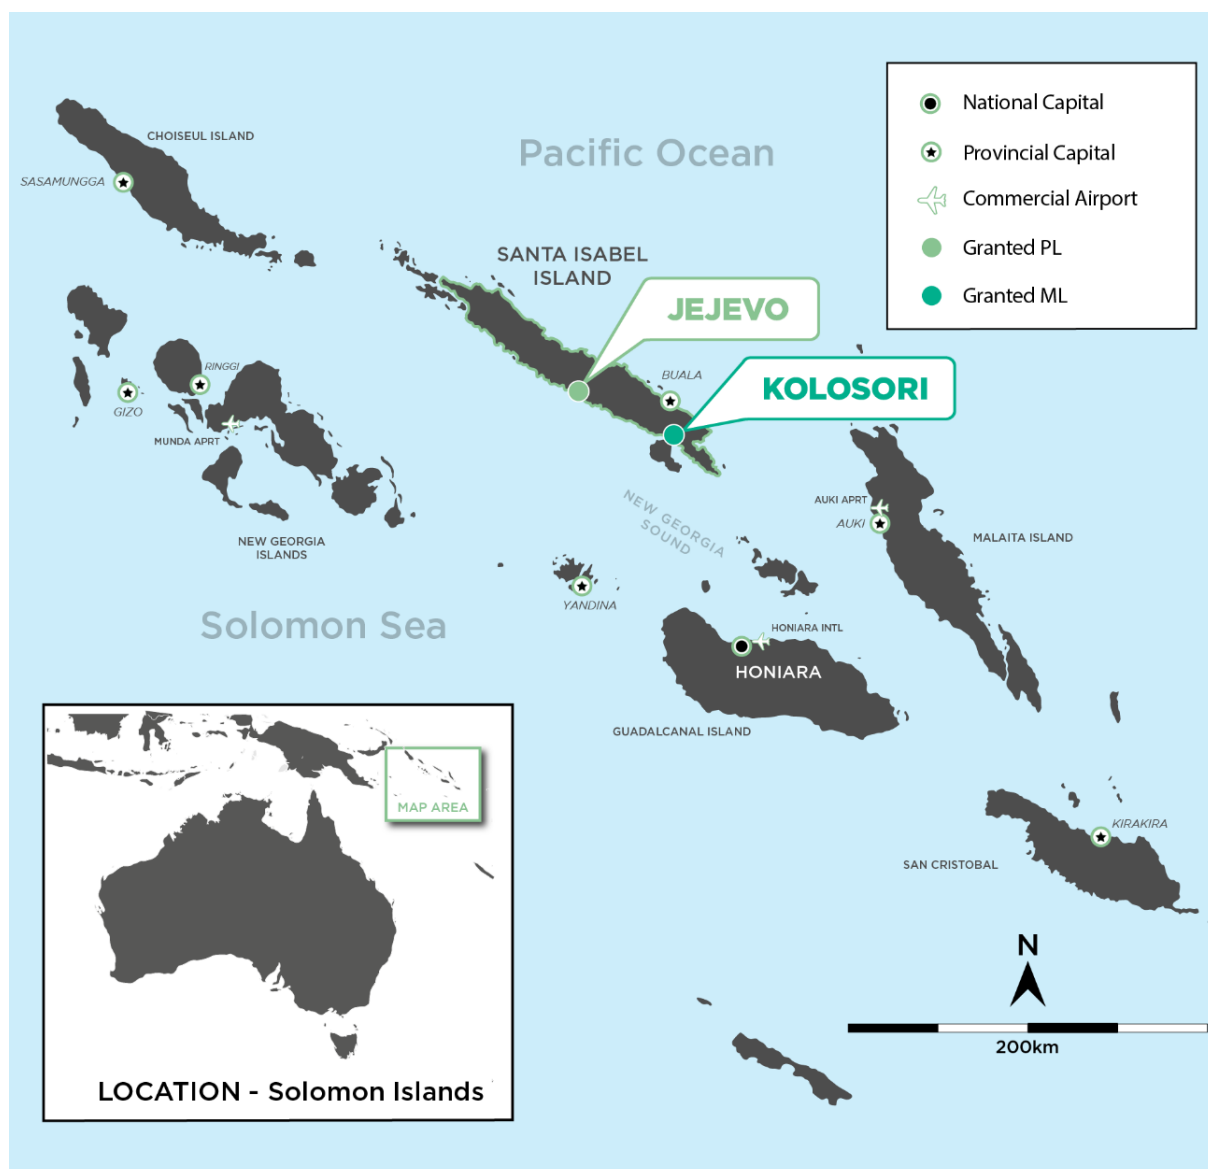 National Capital
Provincial Capital
Commercial Airport
Granted PL
Granted ML
CHOISEUL ISLAND
Pacific Ocean
SASAMUNGGA
SANTA ISABEL
ISLAND
JEJEVO
KOLOSORI
BUALA
RINGGI
GIZO
MUNDA APRT
NEW GEORGIA
ISLANDS
NEW GEORGIA
SOUND
AUKI APRT
AUKI
MALAITA ISLAND
YANDINA
Solomon Sea
HONIARA INTL
HONIARA
GUADALCANAL ISLAND
MAP AREA
KIRAKIRA
SAN CRISTOBAL
N
200km
LOCATION - Solomon Islands